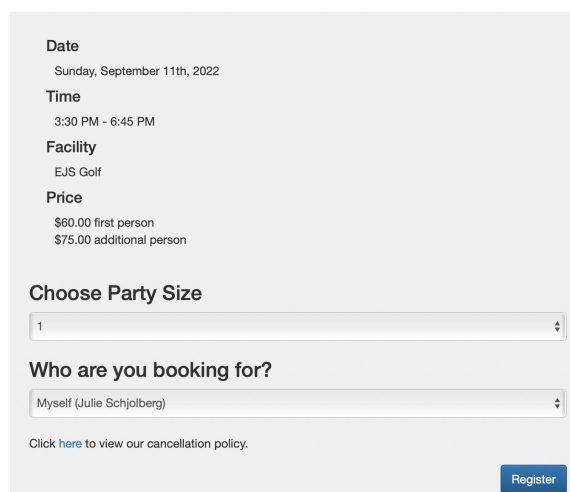 Date
Sunday, September 11th, 2022
Time
3:30 PM - 6:45 PM
Facility
EJS Golf
Price
$60.00 first person
$75.00 additional person
Choose Party Size
1
Who are you booking for?
Myself (Julie Schjolberg)
Click here to view our cancellation policy.
Register